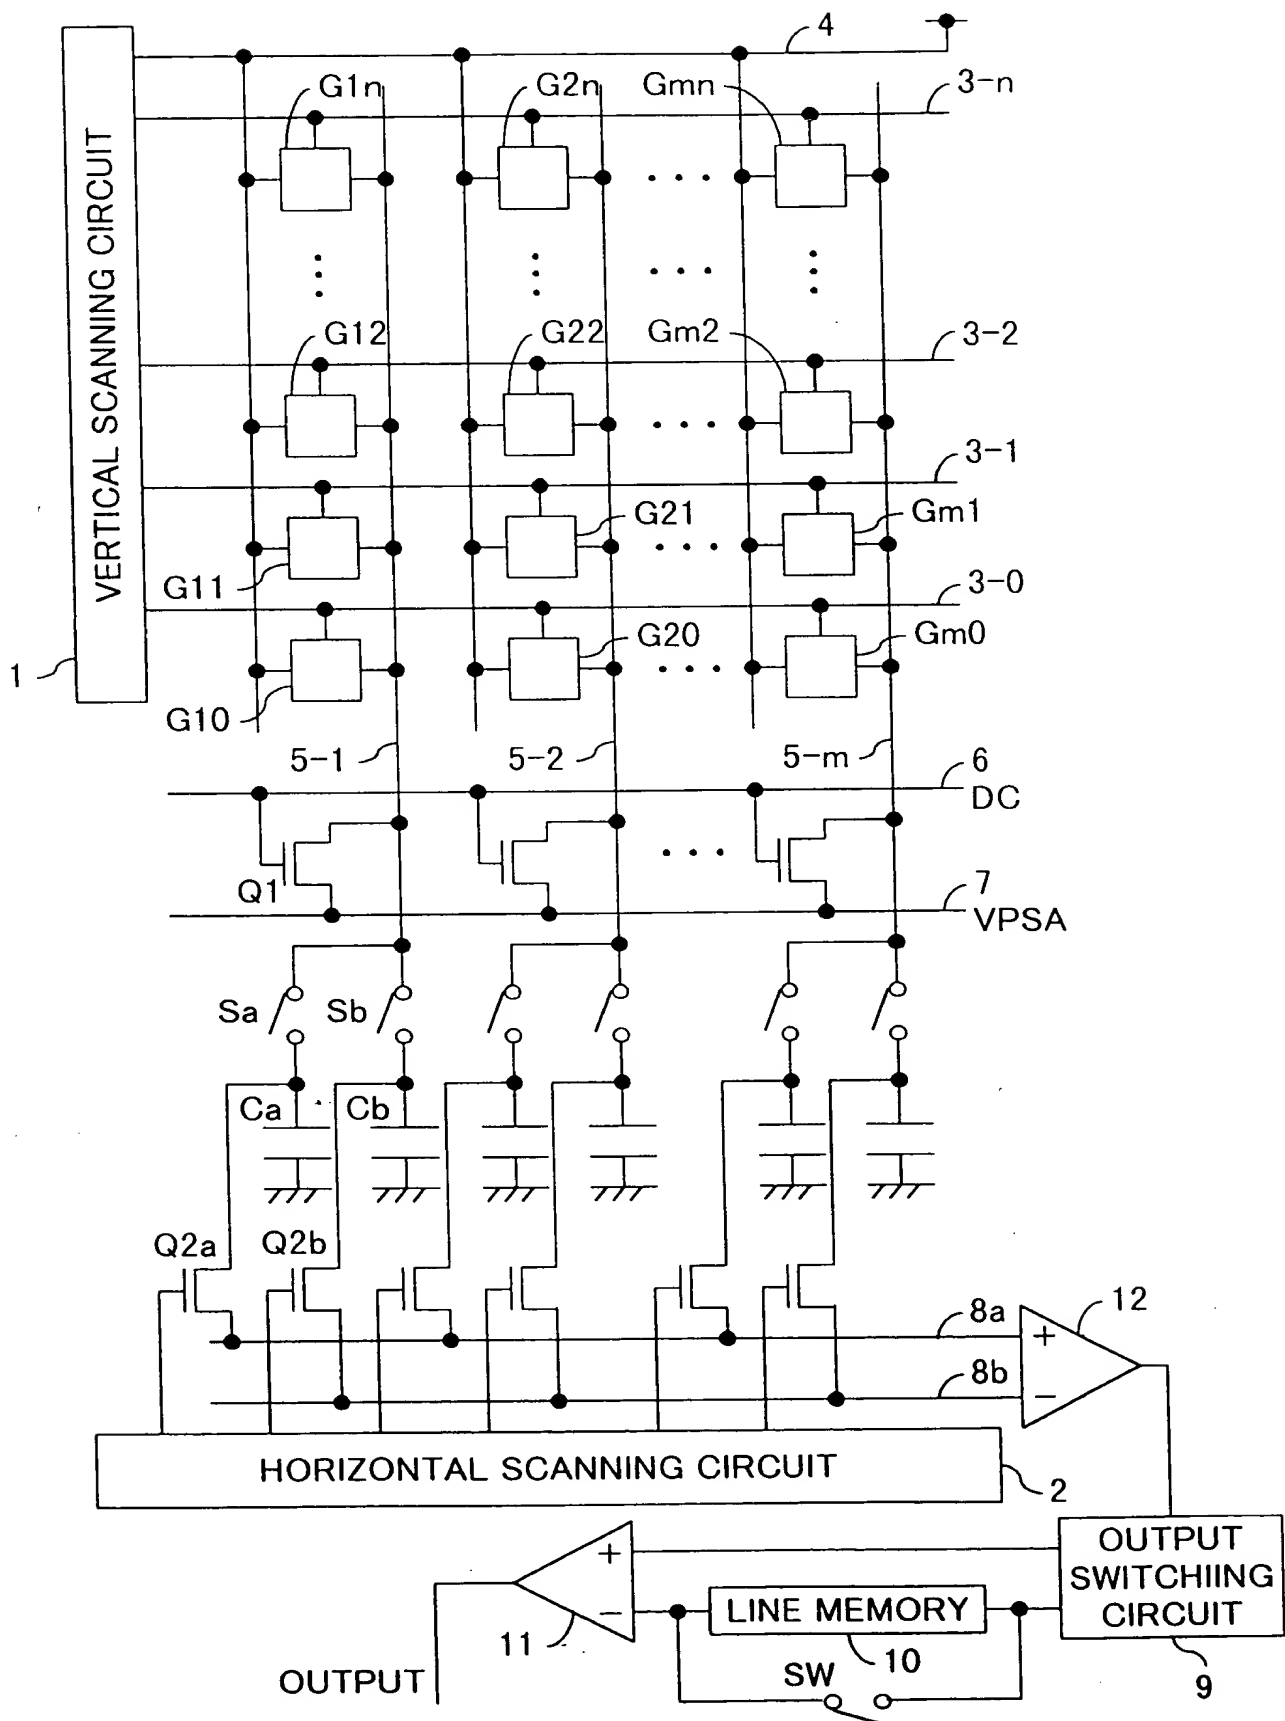 4
G1n
G2n
Gmn
3-n
VERTICAL SCANNING CIRCUIT
G12
G22
Gm2
3-2
3-1
G21
Gm1
G11
3-0
G20
Gm0
1
G10
5-1
5-2
5-m
6
DC
Q1
7
VPSA
Sa
Sb
Ca
Cb
Q2a
Q2b
8a
12
+
8b
−
HORIZONTAL SCANNING CIRCUIT
2
+
OUTPUT
SWITCHIING
CIRCUIT
−
LINE MEMORY
11
10
9
SW
OUTPUT